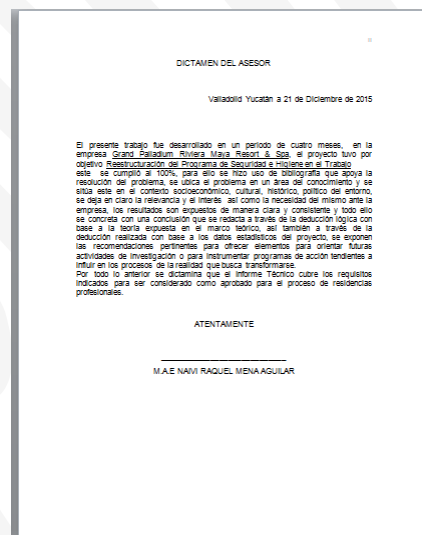 DICTAMEN DEL ASESOR
Valladolid Yucatán a 21 de Diciembre de 2015
El presente trabajo fue desarrollado en un periodo de cuatro meses, en la
empresa Grand Palladium Riviera Maya Resort & Spa, el proyecto tuvo por
objetivo Reestructuración del Programa de Seguridad e Higiene en el Trabajo
este se cumplió al 100%, para ello se hizo uso de bibliografía que apoya la
resolución del problema, se ubica el problema en un área del conocimiento y se
sitúa este en el contexto socioeconómico, cultural, histórico, político del entorno,
se deja en claro la relevancia y el interés así como la necesidad del mismo ante la
empresa, los resultados son expuestos de manera clara y consistente y todo ello
se concreta con una conclusión que se redacta a través de la deducción lógica con
base a la teoría expuesta en el marco teórico, así también a través de la
deducción realizada con base a los datos estadísticos del proyecto, se exponen
las recomendaciones pertinentes para ofrecer elementos para orientar futuras
actividades de investigación o para instrumentar programas de acción tendientes a
influir en los procesos de la realidad que busca transformarse.
Por todo lo anterior se dictamina que el Informe Técnico cubre los requisitos
indicados para ser considerado como aprobado para el proceso de residencias
profesionales.
ATENTAMENTE
M.A.E NAIVI RAQUEL MENA AGUILAR